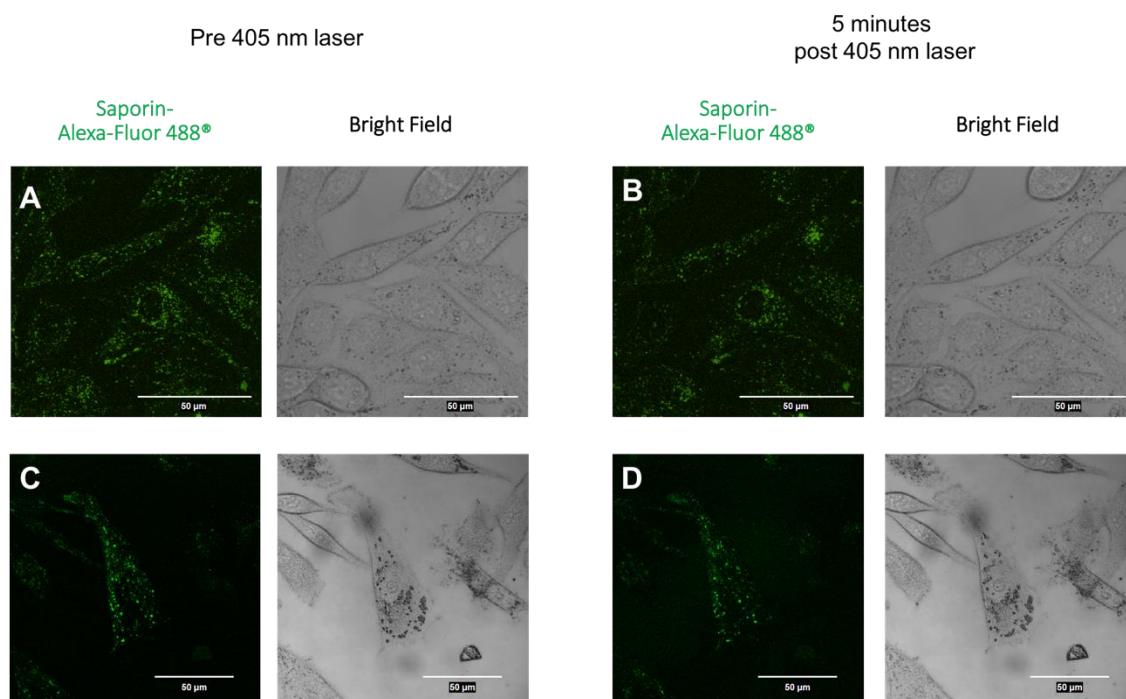 Pre 405 nm laser
5 minutes
post 405 nm laser
Saporin-
Alexa-Fluor 488®
Bright Field
Saporin-
Alexa-Fluor 488®
Bright Field
A
50 µm
50 µm
B
50 µm
50 µm
C
50 µm
50 µm
D
50 µm
50 µm